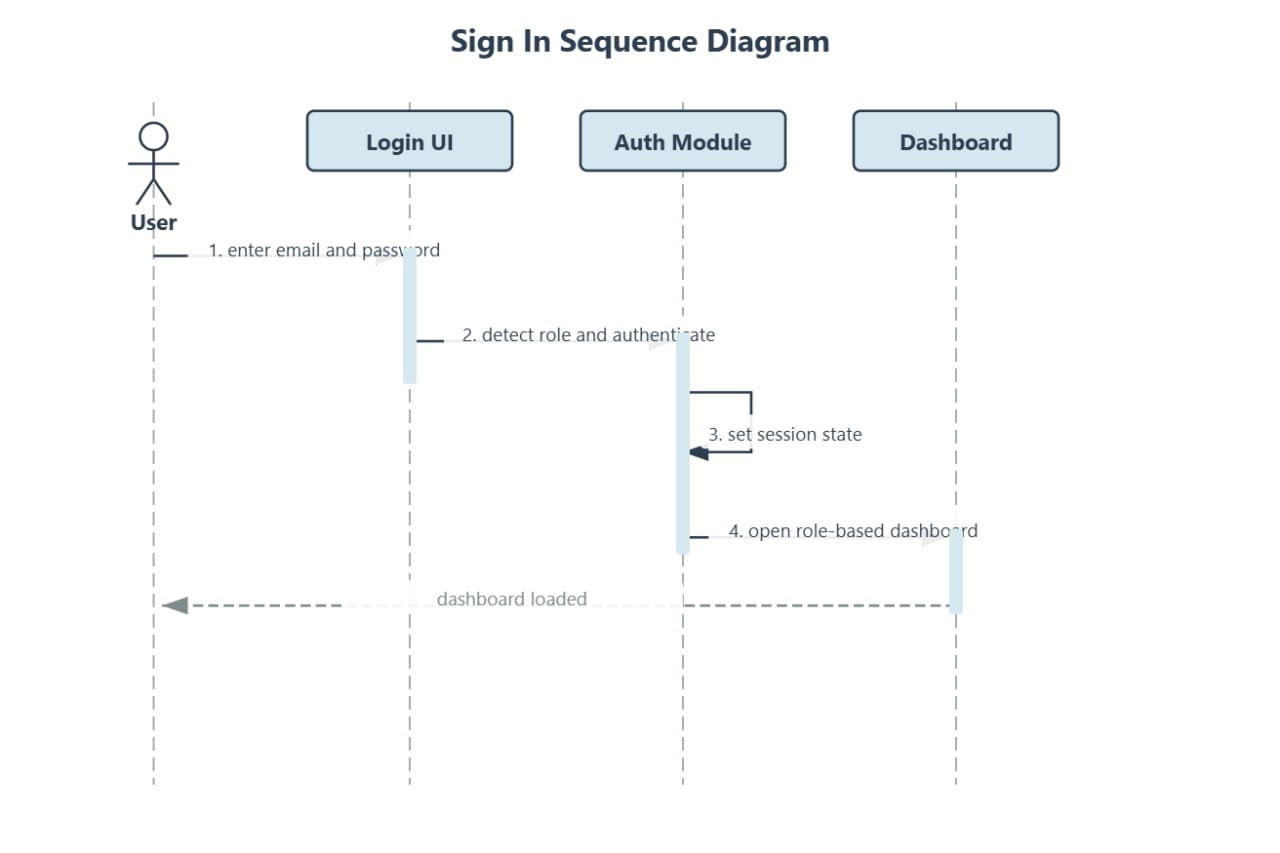 Sign In Sequence Diagram
Login UI
Auth Module
Dashboard
User
1. enter email and password
2. detect role and authenticate
3. set session state
4. open role-based dashboard
dashboard loaded